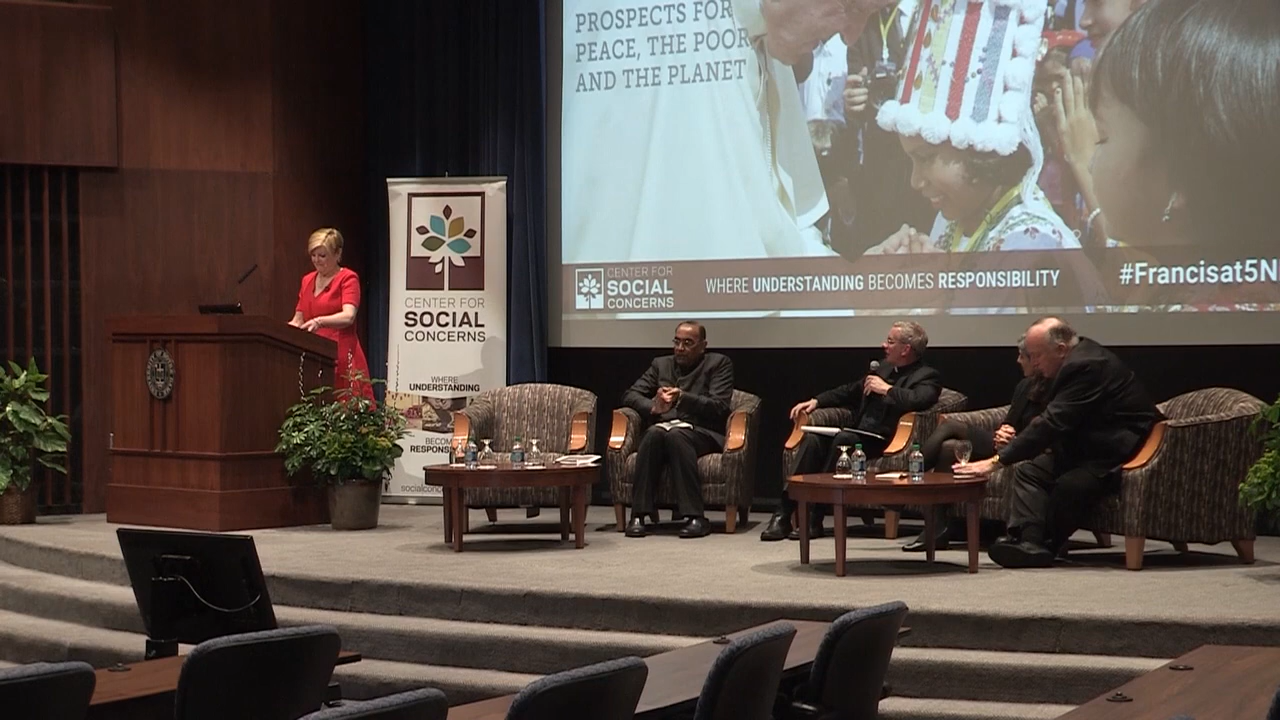 PROSPECTS FOR
PEACE, THE POOR
AND THE PLANET
CENTER FOR
SOCIAL
CONCERNS
WHERE UNDERSTANDING BECOMES RESPONSIBILITY
#Francisat5N
CENTER FOR
SOCIAL
CONCERNS
WHERE
UNDERSTANDING